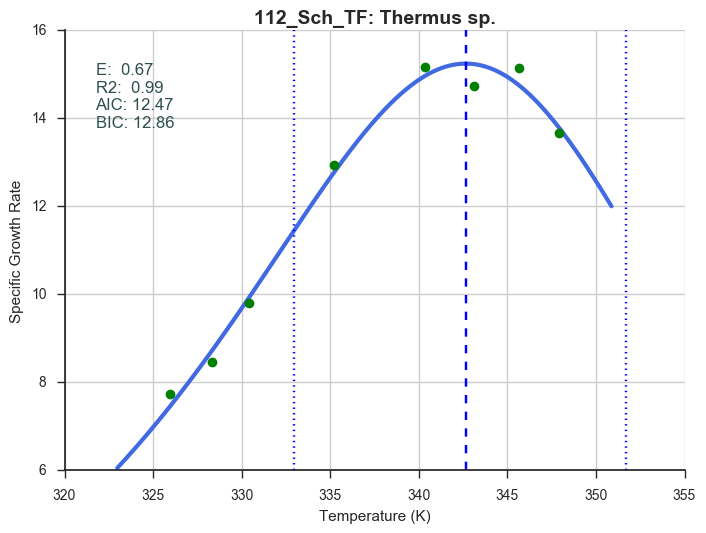 112_Sch_TF: Thermus sp.
E: 0.67
R2: 0.99
AIC: 12.47
BIC: 12.86
Specific Growth Rate
16
14
12
10
8
6
320 325 330 335 340 345 350 355
Temperature (K)